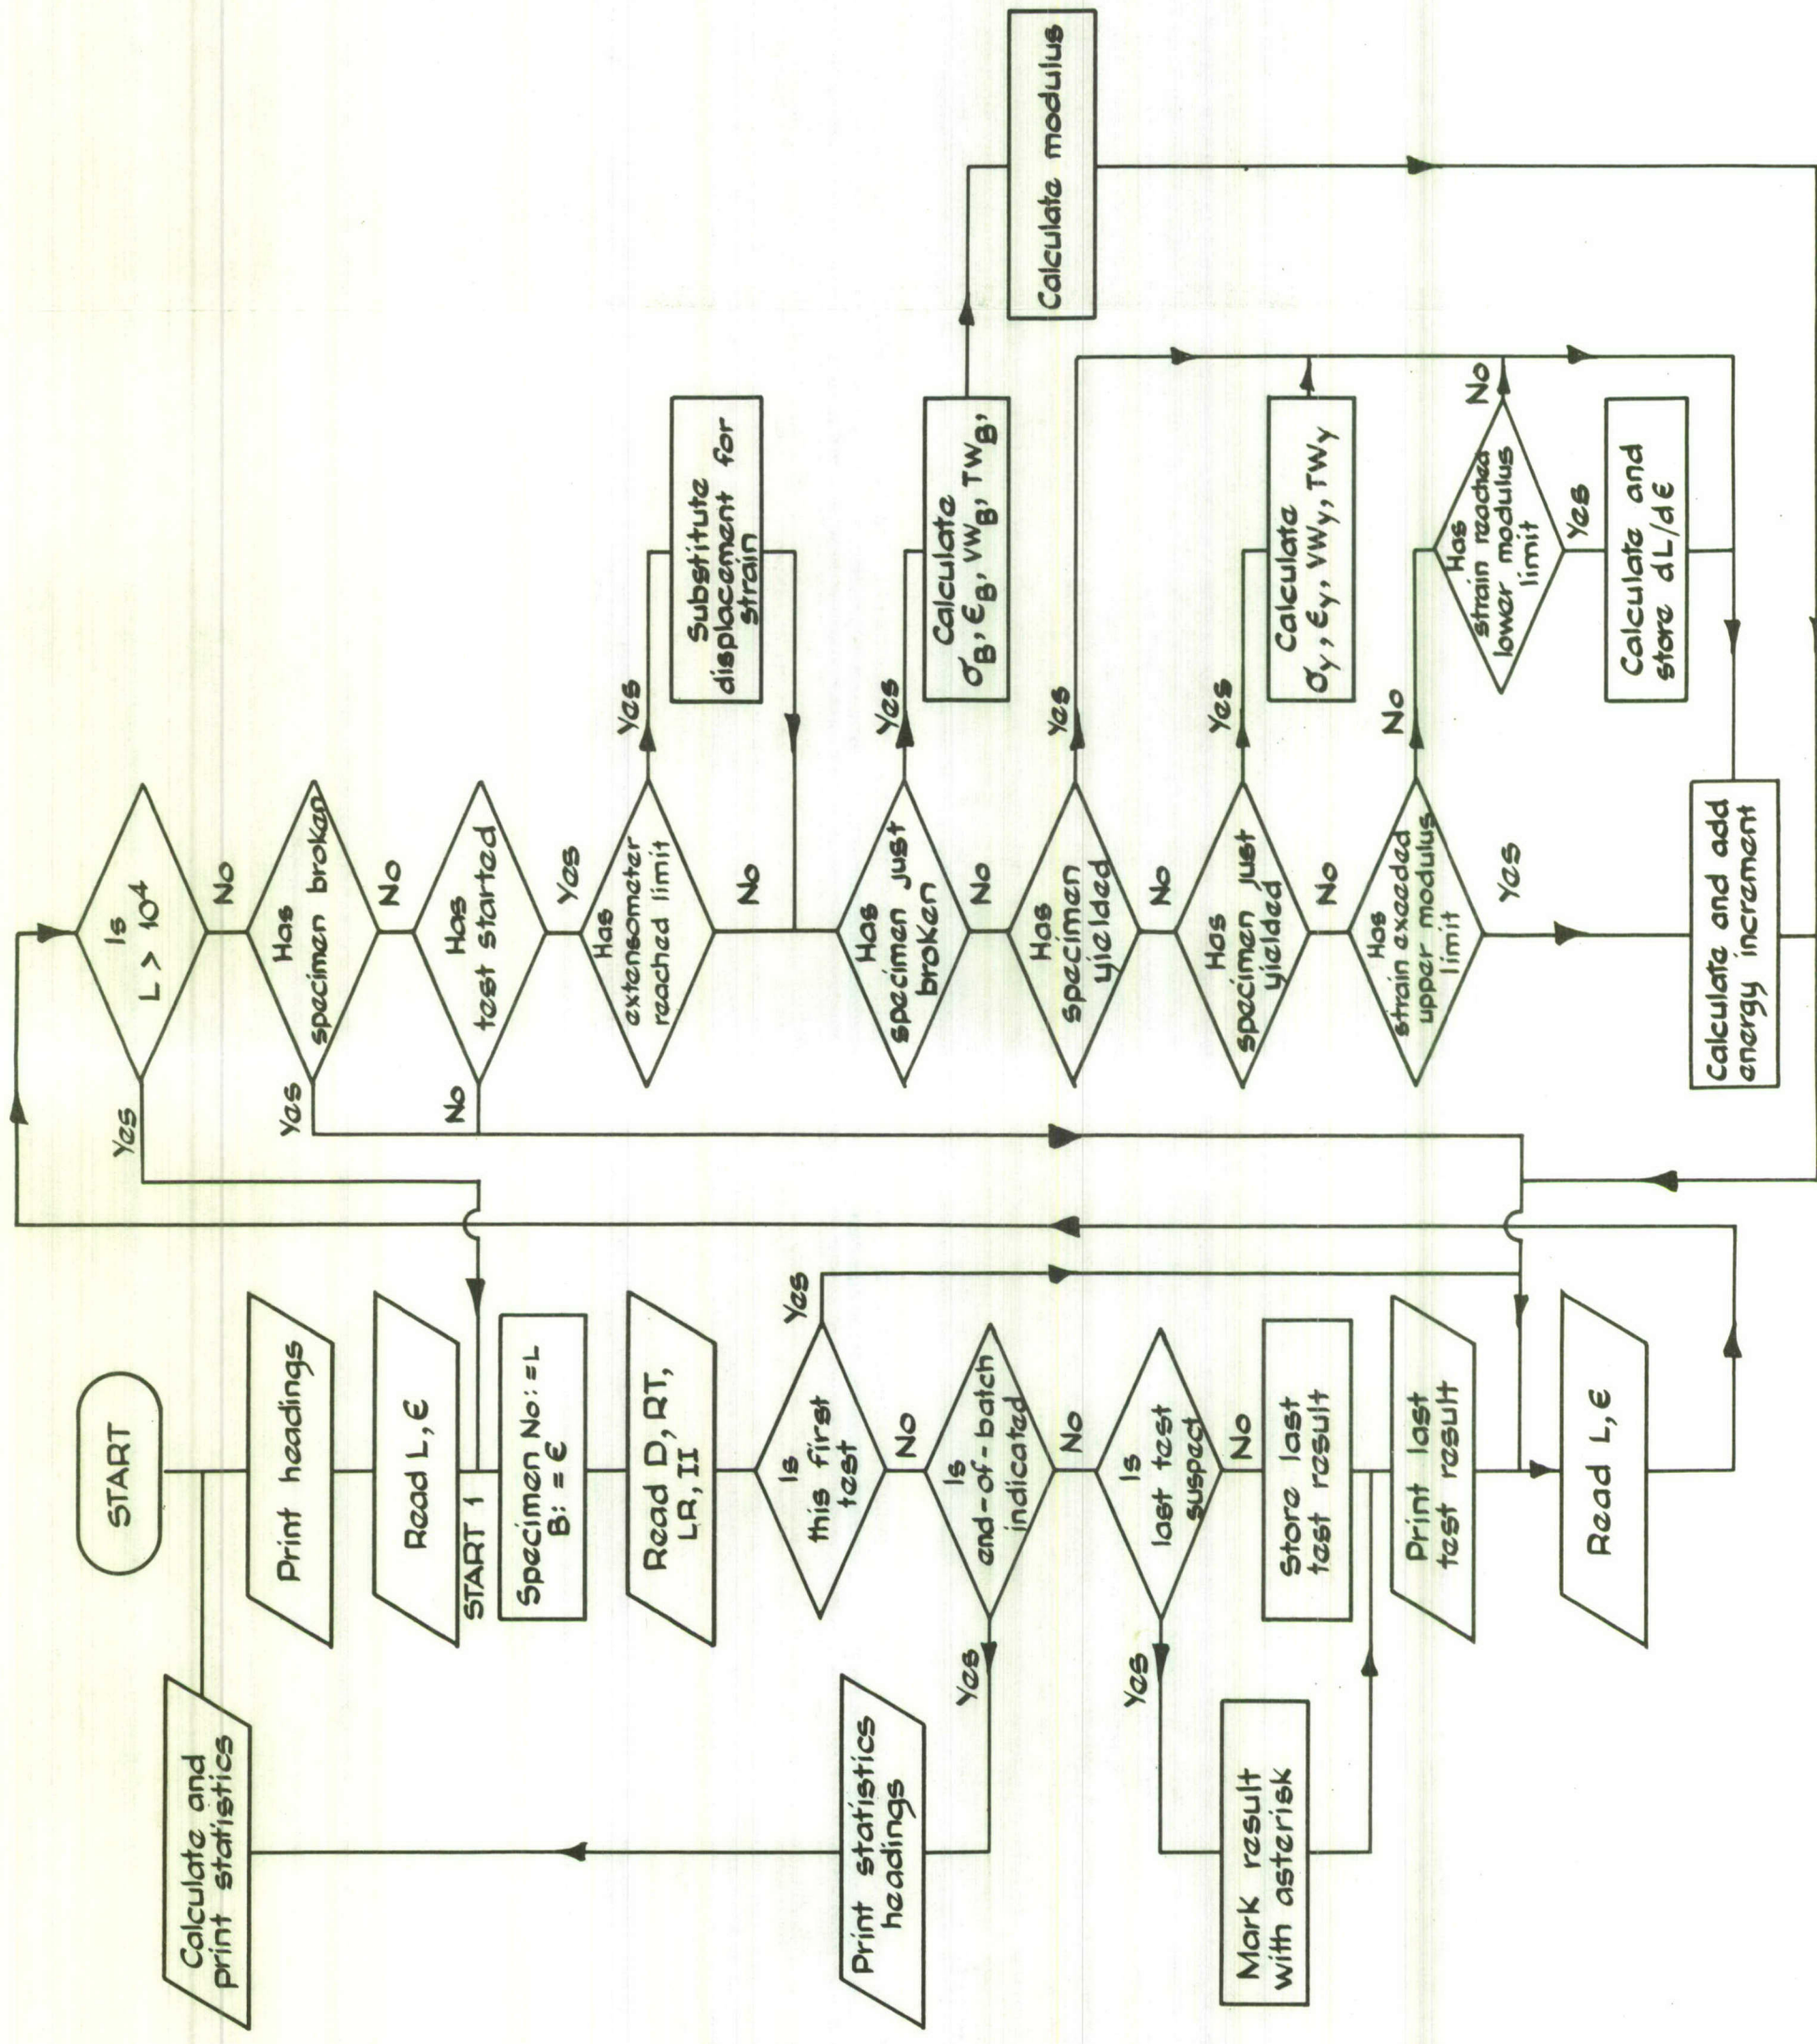 START
Print headings
Read L, ϵ
START 1
Specimen No: = L
B: = ϵ
Read D, RT,
LR, II
Is
this first
test
Yes
No
Is
end-of-batch
indicated
Yes
No
Print statistics
headings
Calculate and
print statistics
Is
last test
suspect
Yes
No
Mark result
with asterisk
Store last
test result
Print last
test result
Read L, ϵ
Is
L > 10⁴
Yes
No
Has
specimen broken
Yes
No
Has
test started
No
Yes
Has
extensometer
reached limit
Yes
No
Substitute
displacement for
strain
Has
specimen just
broken
Yes
No
Calculate
σB, ϵB, VWB, TWB,
Calculate modulus
Has
specimen
yielded
Yes
No
Has
specimen just
yielded
Yes
No
Calculate
σy, ϵy, VWy, TWy
Has
strain exeeded
upper modulus
limit
No
Yes
Has
strain reached
lower modulus
limit
No
Yes
Calculate and
store dL/dϵ
Calculate and add
energy increment